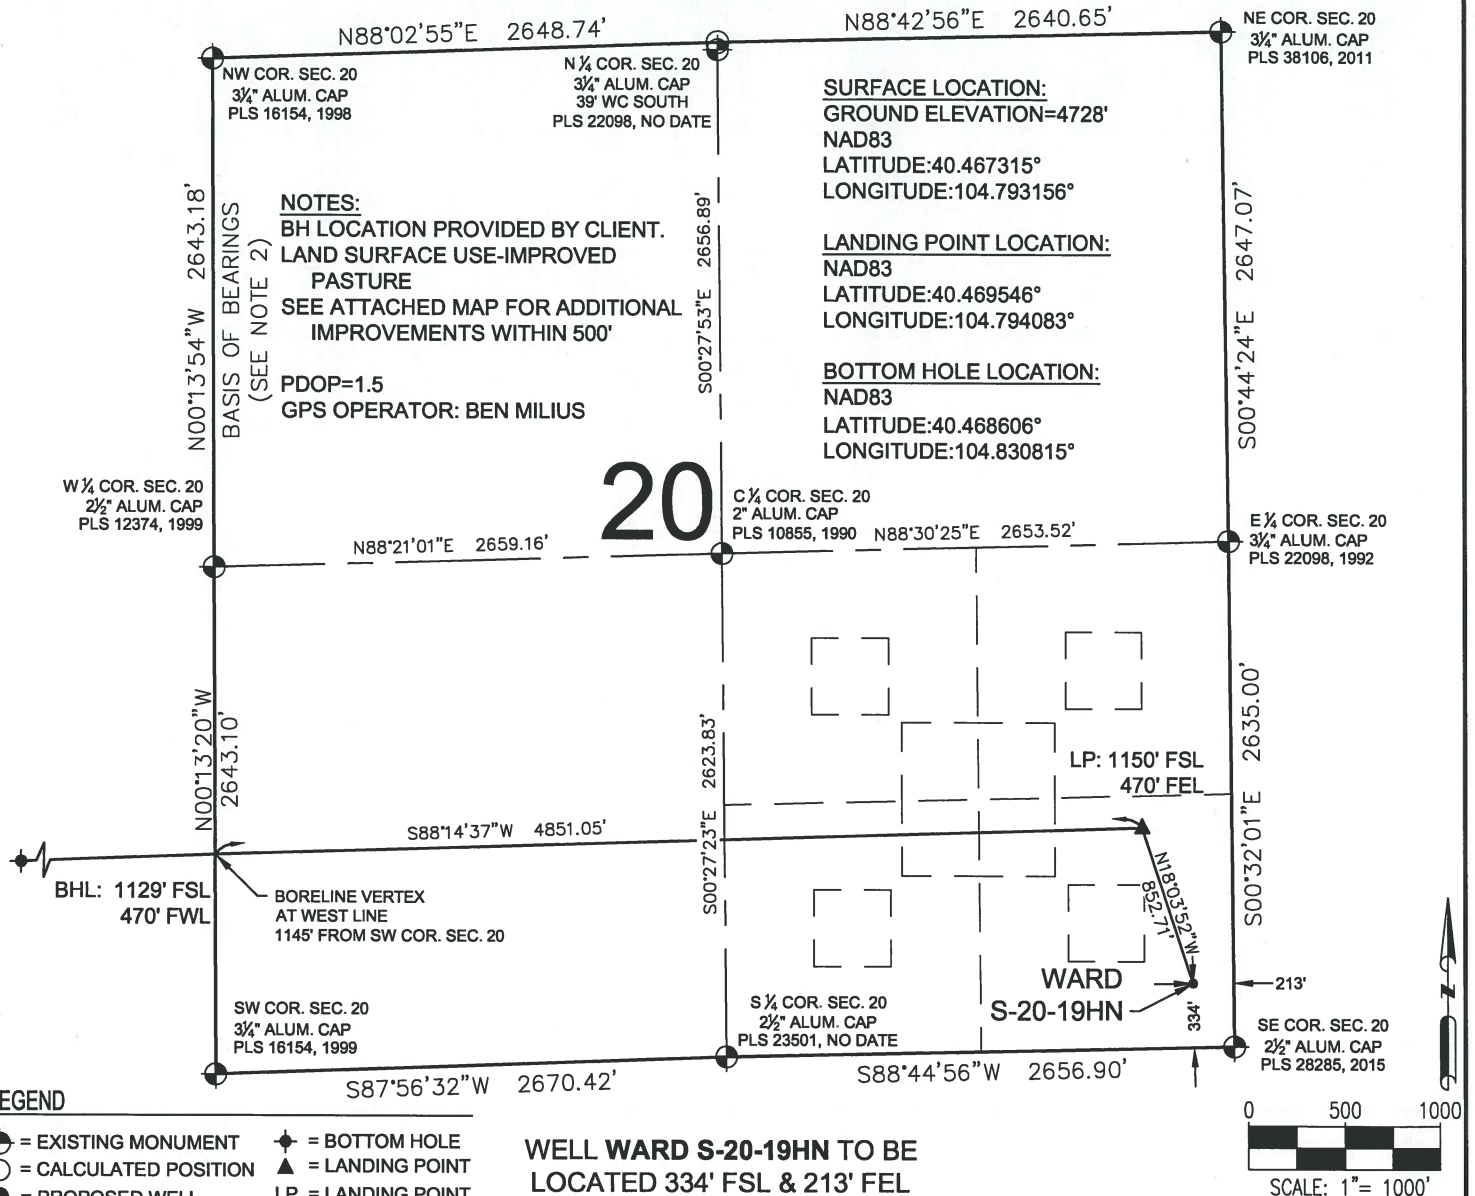 N88°02'55"E 2648.74'
N88°42'56"E 2640.65'
NE COR. SEC. 20
3¼" ALUM. CAP
PLS 38106, 2011
NW COR. SEC. 20
3¼" ALUM. CAP
PLS 16154, 1998
N ¼ COR. SEC. 20
3¼" ALUM. CAP
39' WC SOUTH
PLS 22098, NO DATE
SURFACE LOCATION:
GROUND ELEVATION=4728'
NAD83
LATITUDE:40.467315°
LONGITUDE:104.793156°
LANDING POINT LOCATION:
NAD83
LATITUDE:40.469546°
LONGITUDE:104.794083°
BOTTOM HOLE LOCATION:
NAD83
LATITUDE:40.468606°
LONGITUDE:104.830815°
NOTES:
BH LOCATION PROVIDED BY CLIENT.
LAND SURFACE USE-IMPROVED
PASTURE
SEE ATTACHED MAP FOR ADDITIONAL
IMPROVEMENTS WITHIN 500'
PDOP=1.5
GPS OPERATOR: BEN MILIUS
N00°13'54"W 2643.18'
BASIS OF BEARINGS
(SEE NOTE 2)
S00°27'53"E 2656.89'
S00°44'24"E 2647.07'
W ¼ COR. SEC. 20
2½" ALUM. CAP
PLS 12374, 1999
20
C ¼ COR. SEC. 20
2" ALUM. CAP
PLS 10855, 1990
E ¼ COR. SEC. 20
3¼" ALUM. CAP
PLS 22098, 1992
N88°21'01"E 2659.16'
N88°30'25"E 2653.52'
N00°13'20"W
2643.10'
S00°27'23"E 2623.83'
S00°32'01"E 2635.00'
LP: 1150' FSL
470' FEL
S88°14'37"W 4851.05'
N18°03'52"W
852.71'
BHL: 1129' FSL
470' FWL
BORELINE VERTEX
AT WEST LINE
1145' FROM SW COR. SEC. 20
WARD
S-20-19HN
334'
213'
SW COR. SEC. 20
3¼" ALUM. CAP
PLS 16154, 1999
S ¼ COR. SEC. 20
2½" ALUM. CAP
PLS 23501, NO DATE
SE COR. SEC. 20
2½" ALUM. CAP
PLS 28285, 2015
S87°56'32"W 2670.42'
S88°44'56"W 2656.90'
N
EGEND
= EXISTING MONUMENT
= CALCULATED POSITION
= PROPOSED WELL
= BOTTOM HOLE
= LANDING POINT
LP = LANDING POINT
WELL WARD S-20-19HN TO BE
LOCATED 334' FSL & 213' FEL
0 500 1000
SCALE: 1"= 1000'